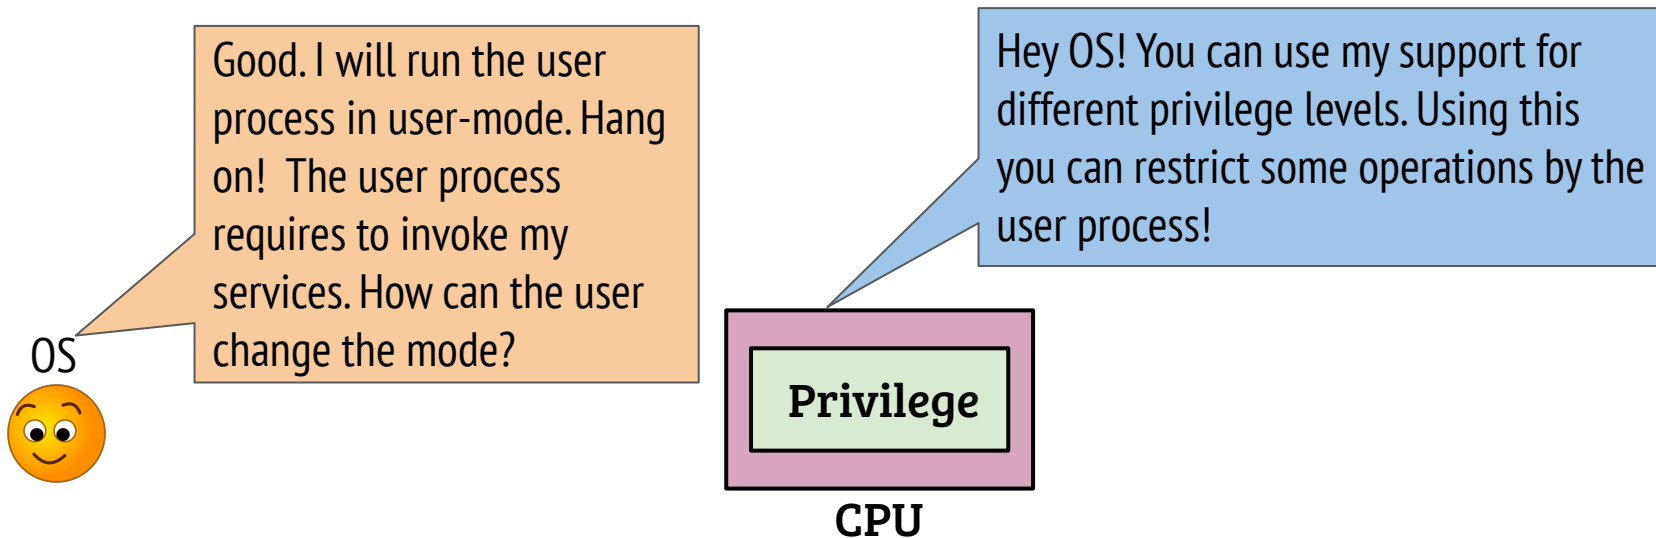 Good. I will run the user
process in user-mode. Hang
on!  The user process
requires to invoke my
services. How can the user
change the mode?
OS
Hey OS! You can use my support for
different privilege levels. Using this
you can restrict some operations by the
user process!
Privilege
CPU